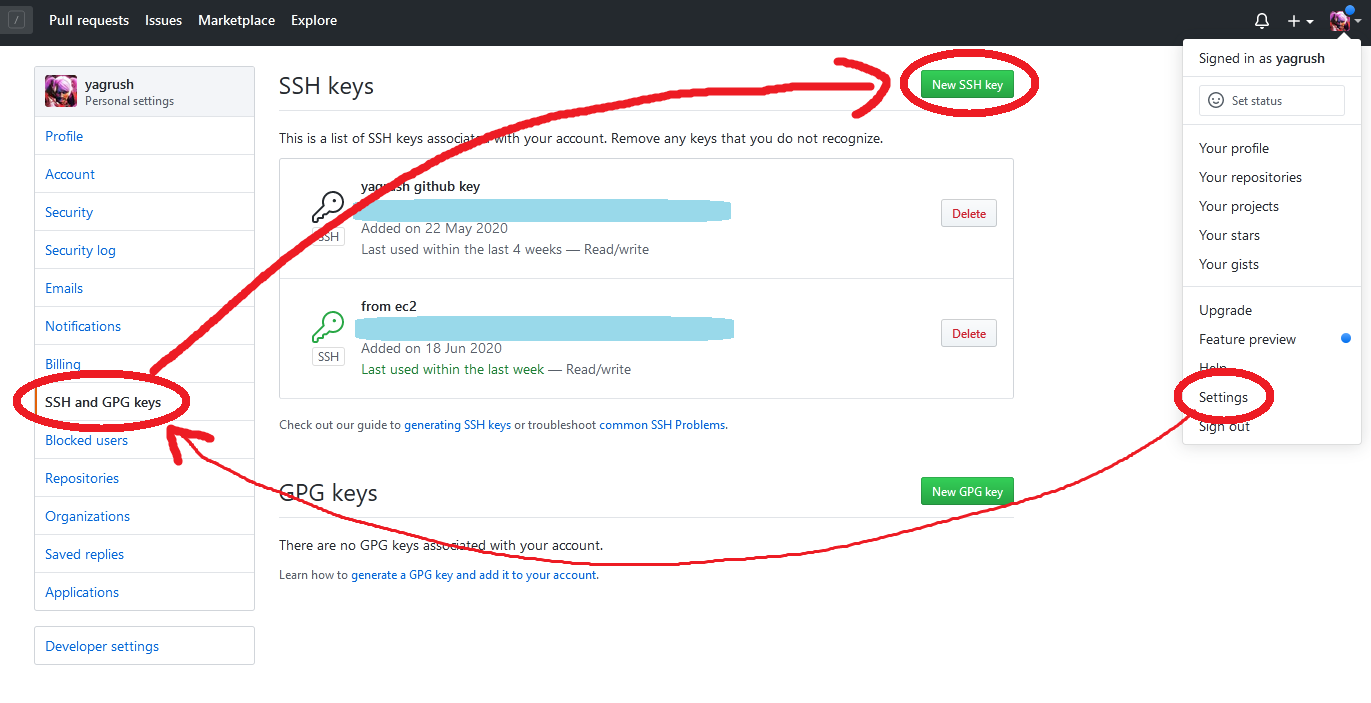 /
Pull requests Issues Marketplace Explore
yagrush
Personal settings
Profile
Account
Security
Security log
Emails
Notifications
Billing
SSH and GPG keys
Blocked users
Repositories
Organizations
Saved replies
Applications
Developer settings
SSH keys
New SSH key
This is a list of SSH keys associated with your account. Remove any keys that you do not recognize.
yagrush github key
SSH
Added on 22 May 2020
Last used within the last 4 weeks — Read/write
Delete
from ec2
SSH
Added on 18 Jun 2020
Last used within the last week — Read/write
Delete
Check out our guide to generating SSH keys or troubleshoot common SSH Problems.
GPG keys
New GPG key
There are no GPG keys associated with your account.
Learn how to generate a GPG key and add it to your account.
Signed in as yagrush
Set status
Your profile
Your repositories
Your projects
Your stars
Your gists
Upgrade
Feature preview
Help
Settings
Sign out